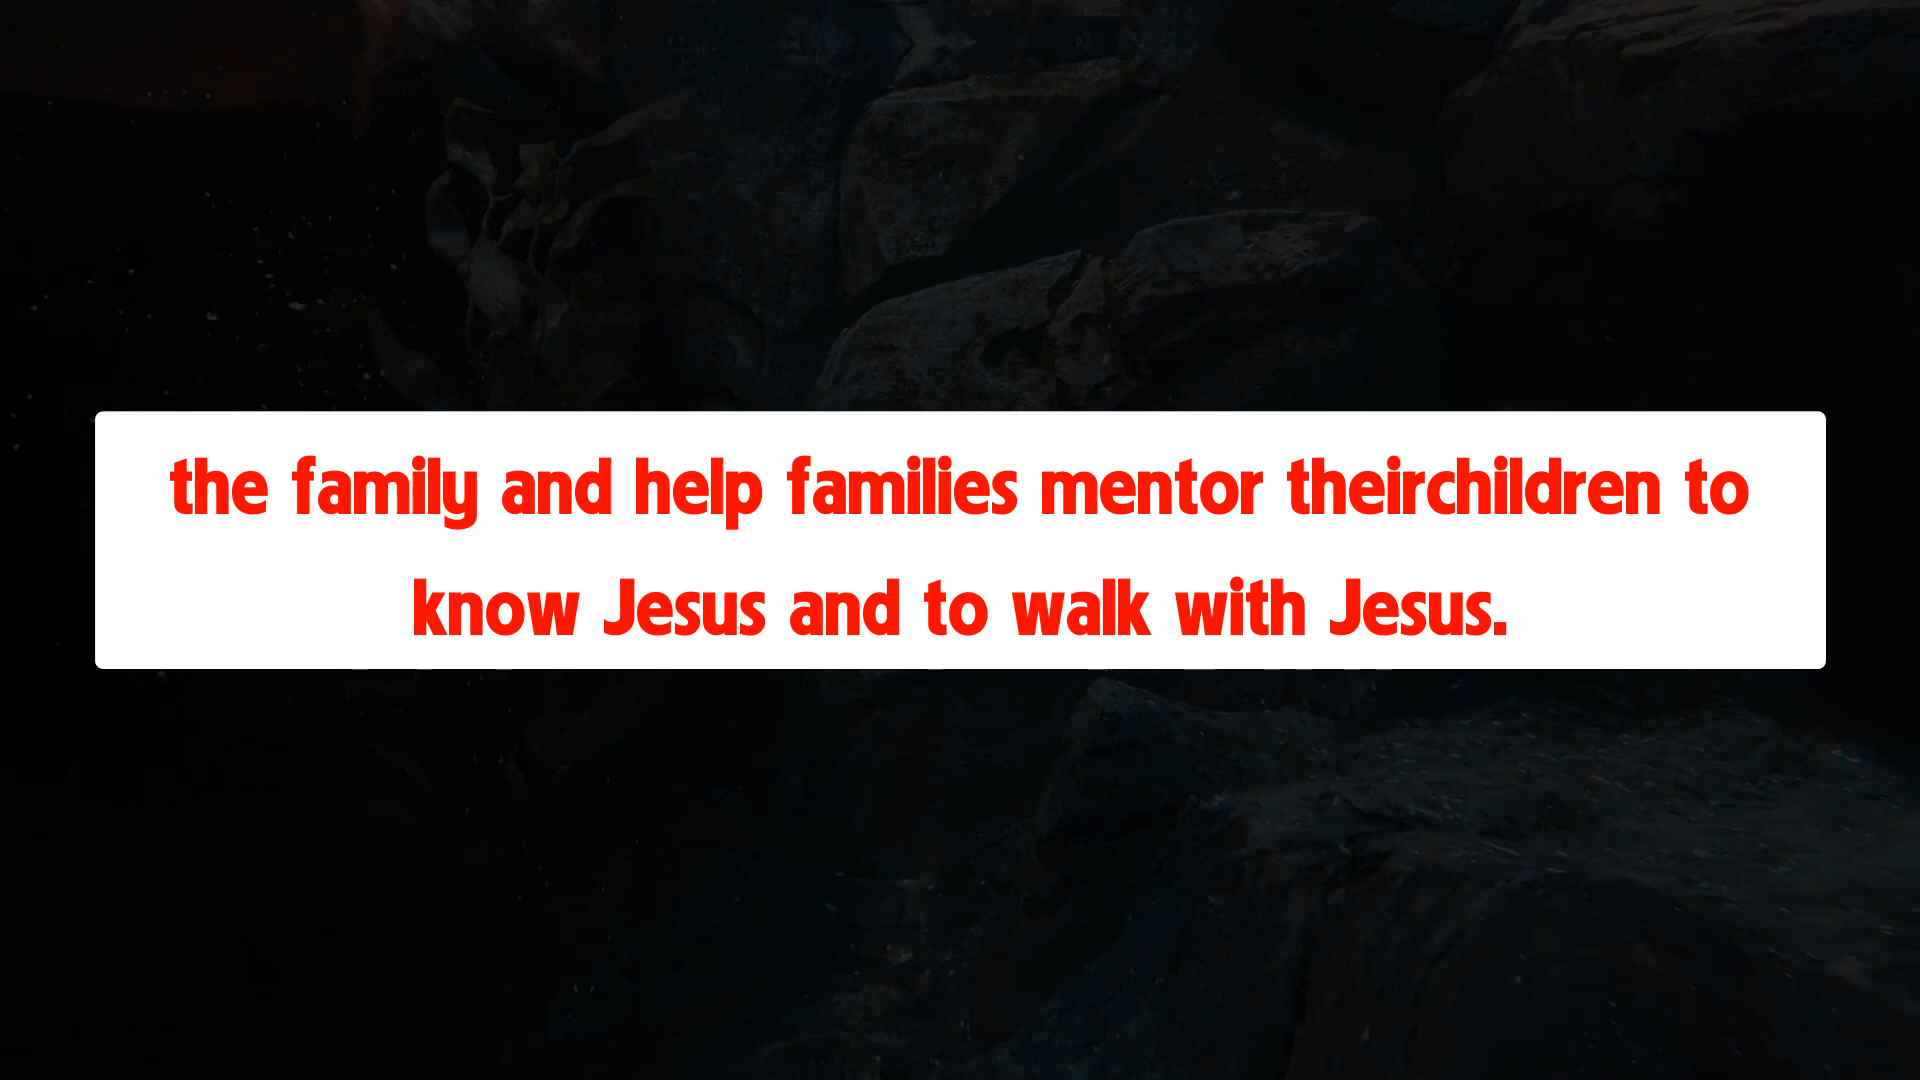 the family and help families mentor theirchildren to
know Jesus and to walk with Jesus.